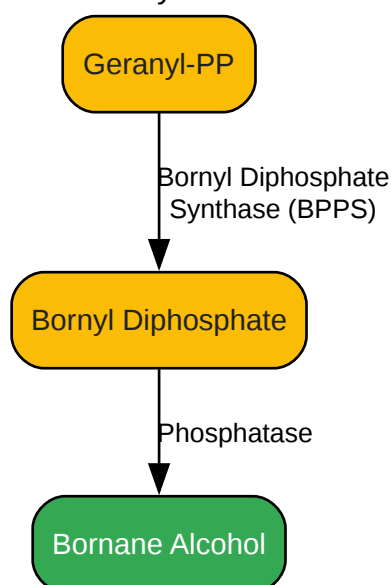 Geranyl-PP
Bornyl Diphosphate
Synthase (BPPS)
Bornyl Diphosphate
Phosphatase
Bornane Alcohol